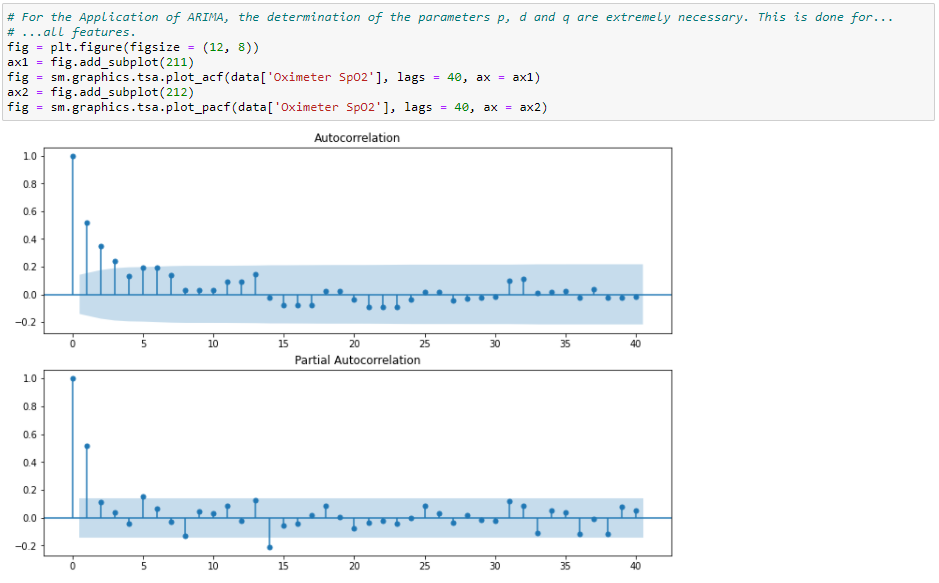 # For the Application of ARIMA, the determination of the parameters p, d and q are extremely necessary. This is done for...
# ...all features.
fig = plt.figure(figsize = (12, 8))
ax1 = fig.add_subplot(211)
fig = sm.graphics.tsa.plot_acf(data['Oximeter SpO2'], lags = 40, ax = ax1)
ax2 = fig.add_subplot(212)
fig = sm.graphics.tsa.plot_pacf(data['Oximeter SpO2'], lags = 40, ax = ax2)
Autocorrelation
1.0
0.8
0.6
0.4
0.2
0.0
−0.2
0 5 10 15 20 25 30 35 40
Partial Autocorrelation
1.0
0.8
0.6
0.4
0.2
0.0
−0.2
0 5 10 15 20 25 30 35 40